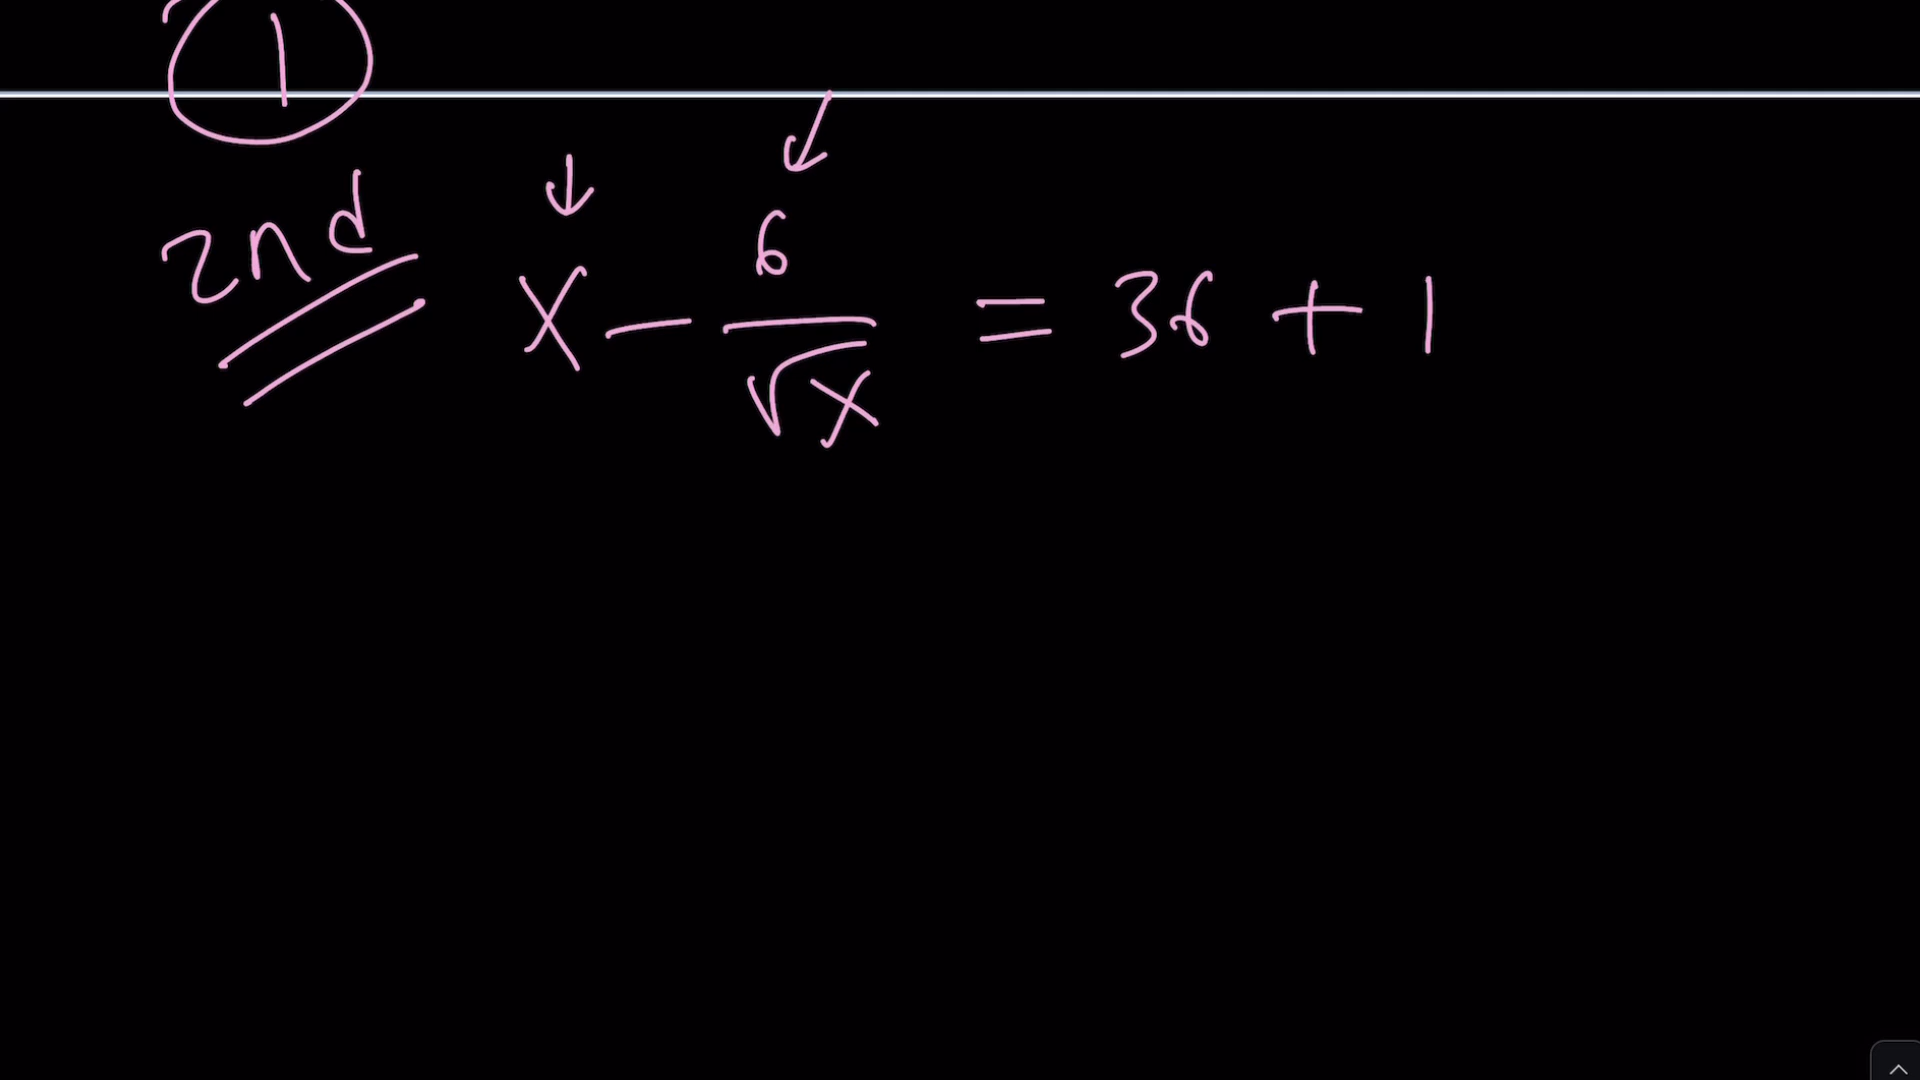 1
2nd x - 6/√x = 36 + 1